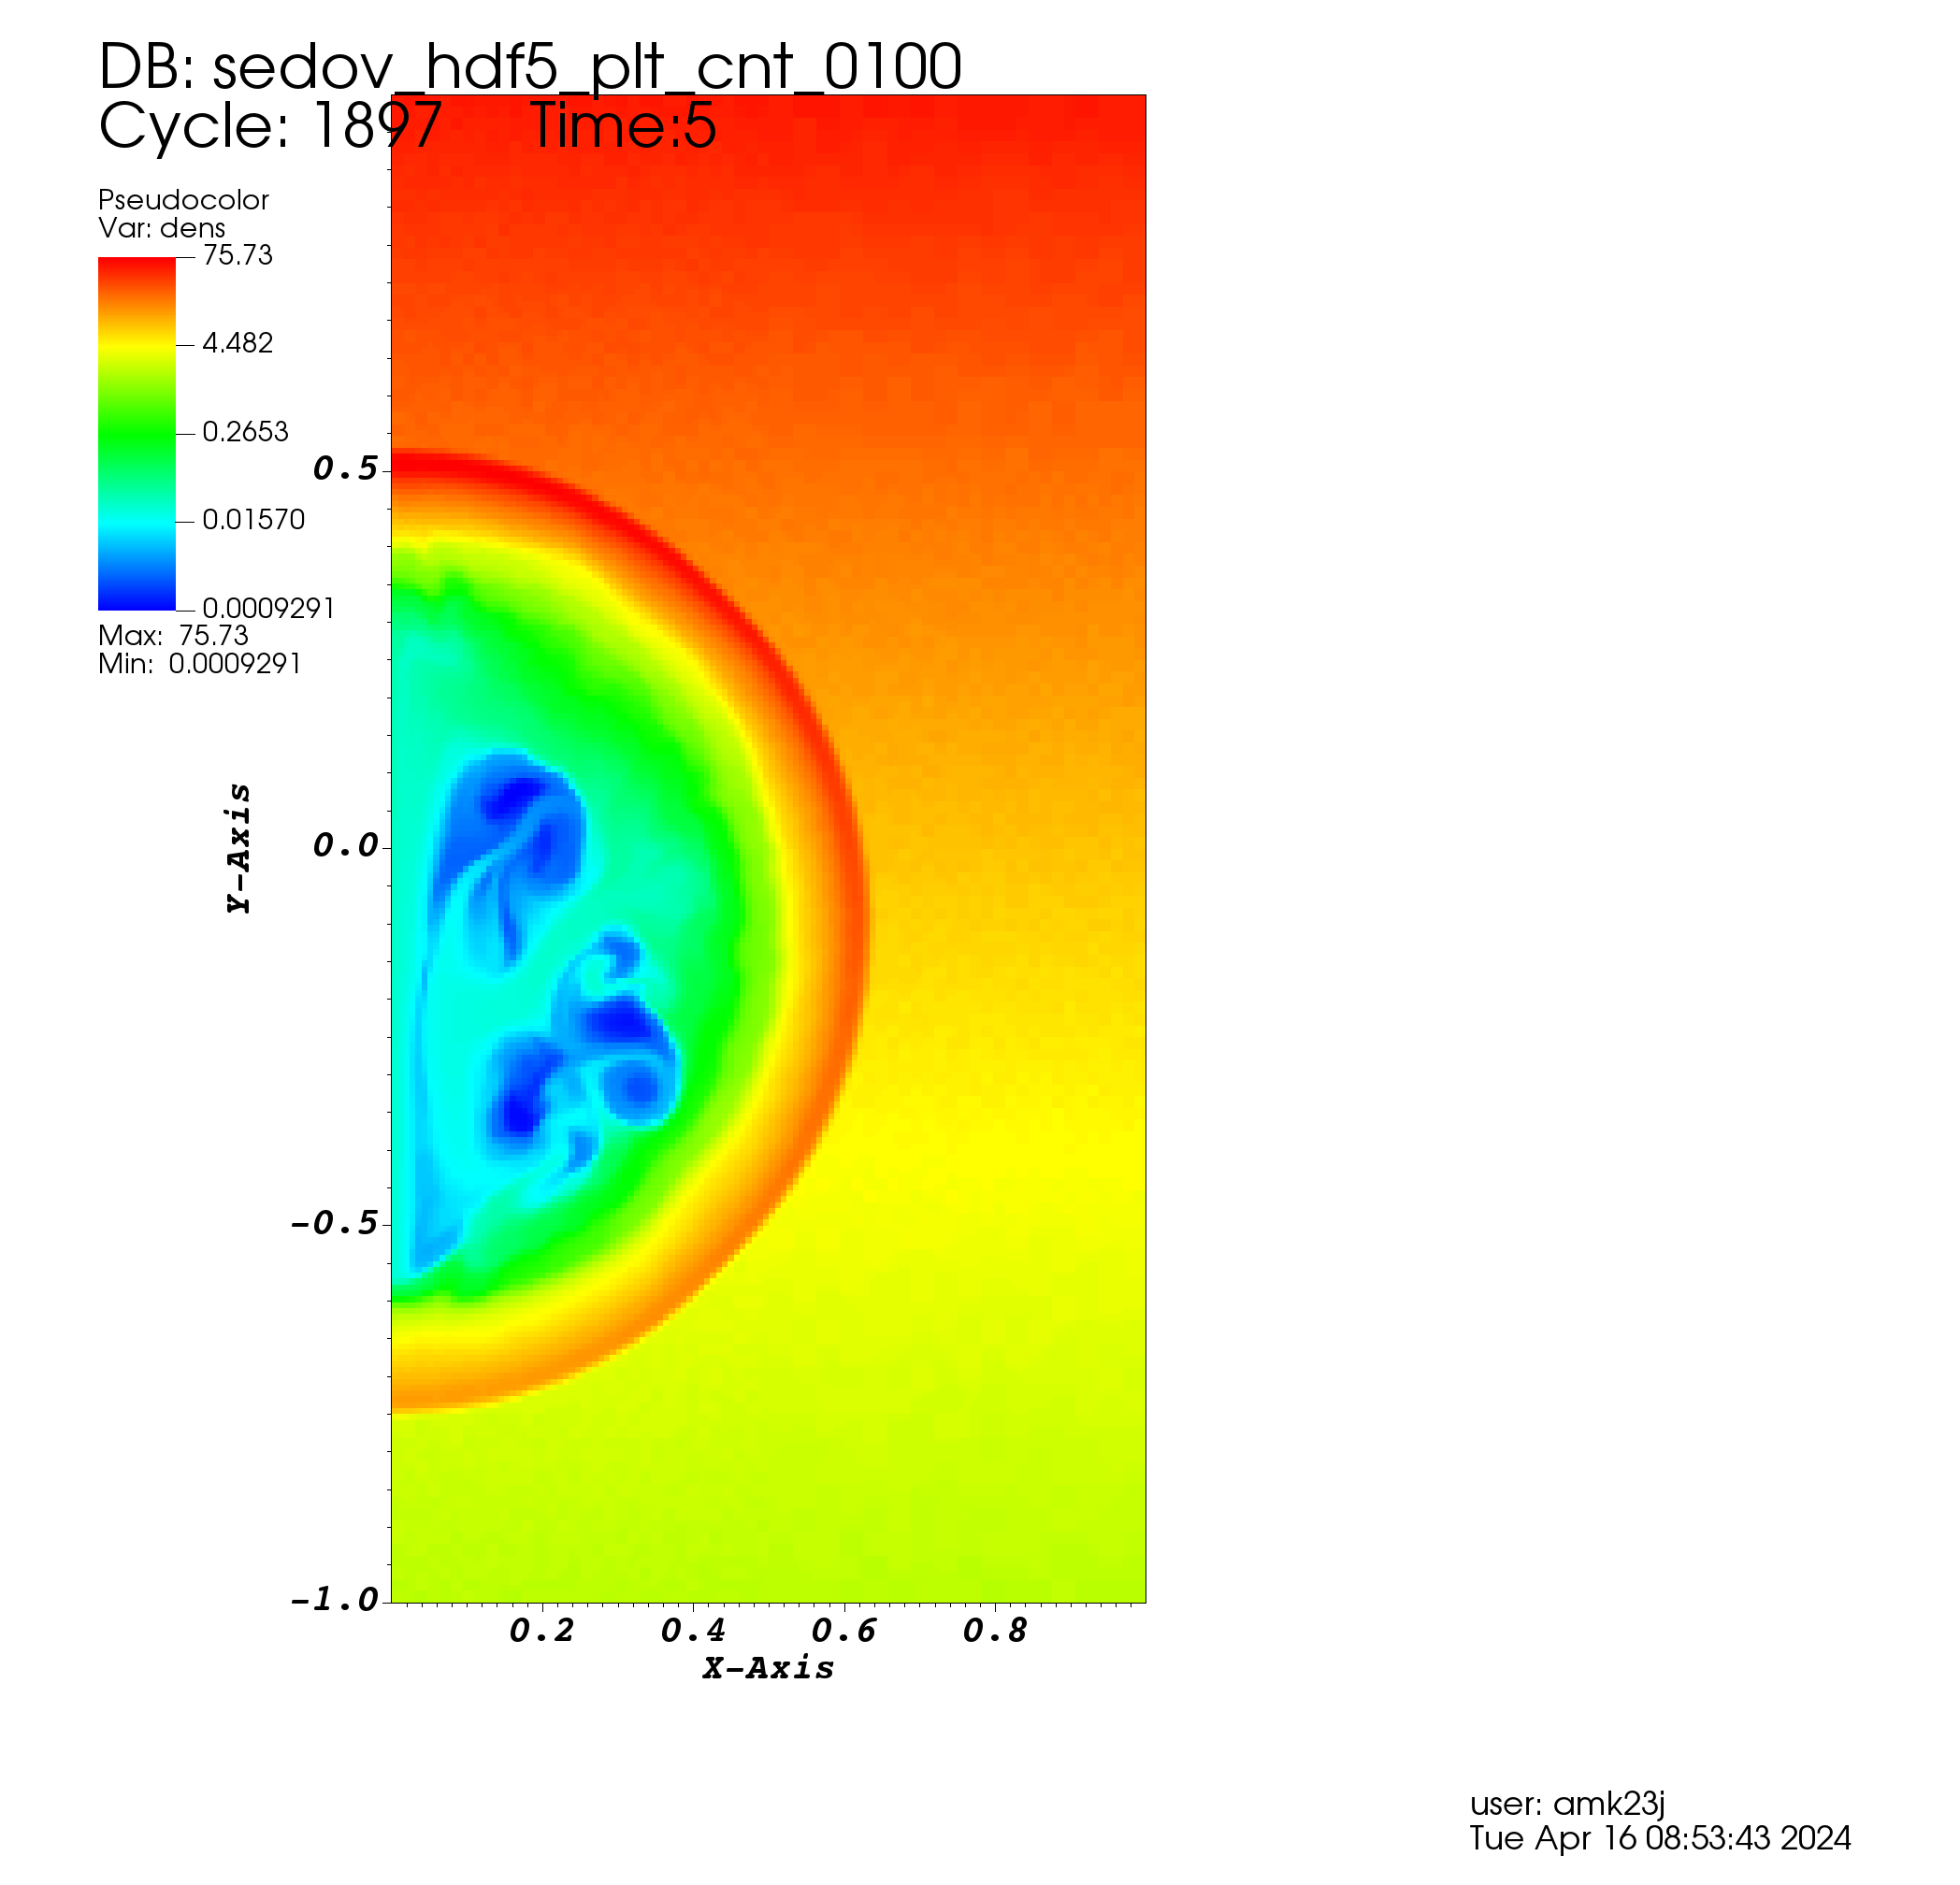 DB: sedov_hdf5_plt_cnt_0100
Cycle: 1897 Time:5
Pseudocolor
Var: dens
75.73
4.482
0.2653
0.01570
0.0009291
Max: 75.73
Min: 0.0009291
Y-Axis
0.5
0.0
-0.5
-1.0
0.2 0.4 0.6 0.8
X-Axis
user: amk23j
Tue Apr 16 08:53:43 2024